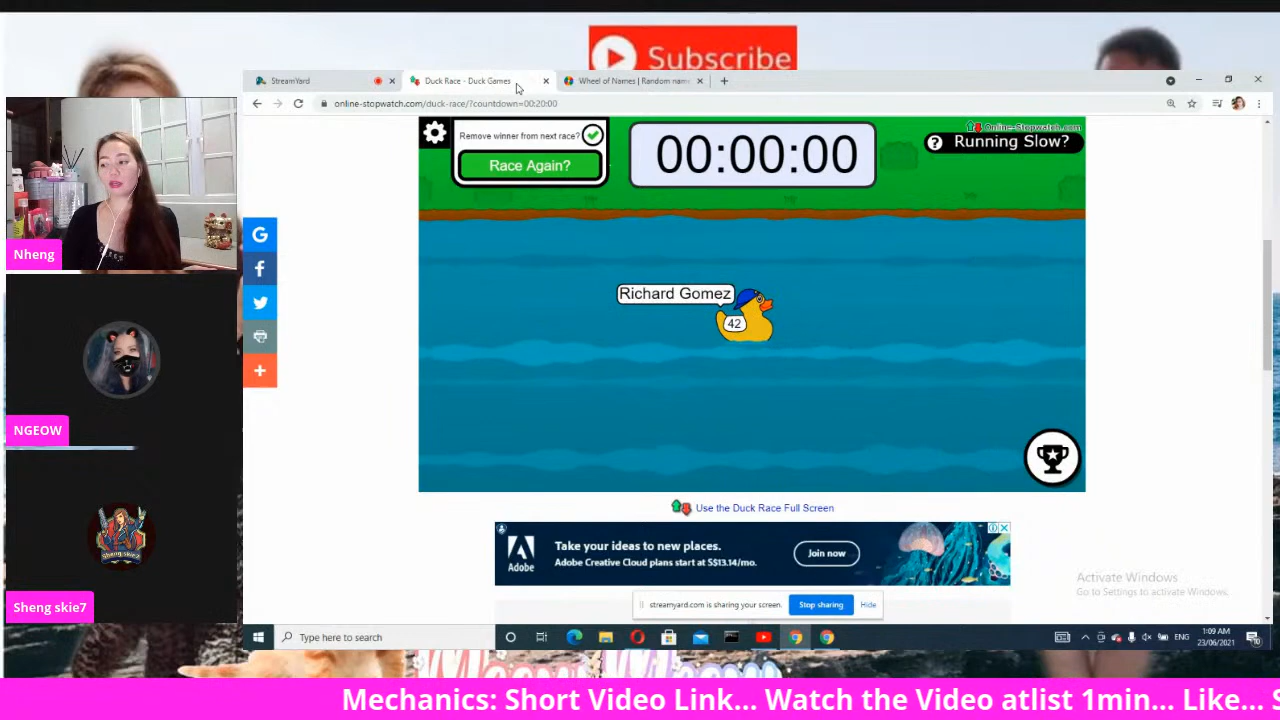 Subscribe
StreamYard
Duck Race - Duck Games
Wheel of Names | Random nam
online-stopwatch.com/duck-race/?countdown=00:20:00
Remove winner from next race?
Race Again?
00:00:00
Online-Stopwatch.com
Running Slow?
Nheng
Richard Gomez
42
NGEOW
Use the Duck Race Full Screen
Adobe
Take your ideas to new places.
Adobe Creative Cloud plans start at S$13.14/mo.
Join now
Sheng skie7
Activate Windows
Go to Settings to activate Windows.
streamyard.com is sharing your screen.
Stop sharing
Hide
Type here to search
ENG
1:09 AM
23/06/2021
Mechanics: Short Video Link... Watch the Video atlist 1min... Like... S